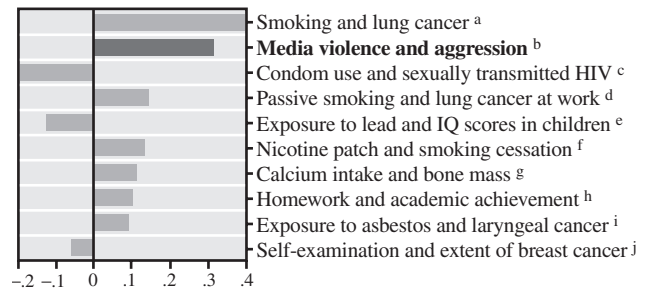 Smoking and lung cancer a
Media violence and aggression b
Condom use and sexually transmitted HIV c
Passive smoking and lung cancer at work d
Exposure to lead and IQ scores in children e
Nicotine patch and smoking cessation f
Calcium intake and bone mass g
Homework and academic achievement h
Exposure to asbestos and laryngeal cancer i
Self-examination and extent of breast cancer j
–.2 –.1 0 .1 .2 .3 .4